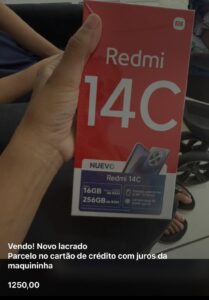 Redmi
14C
NUEVO
Redmi 14C
16GB
256GB
Vendo! Novo lacrado
Parcelo no cartão de crédito com juros da
maquininha
1250,00